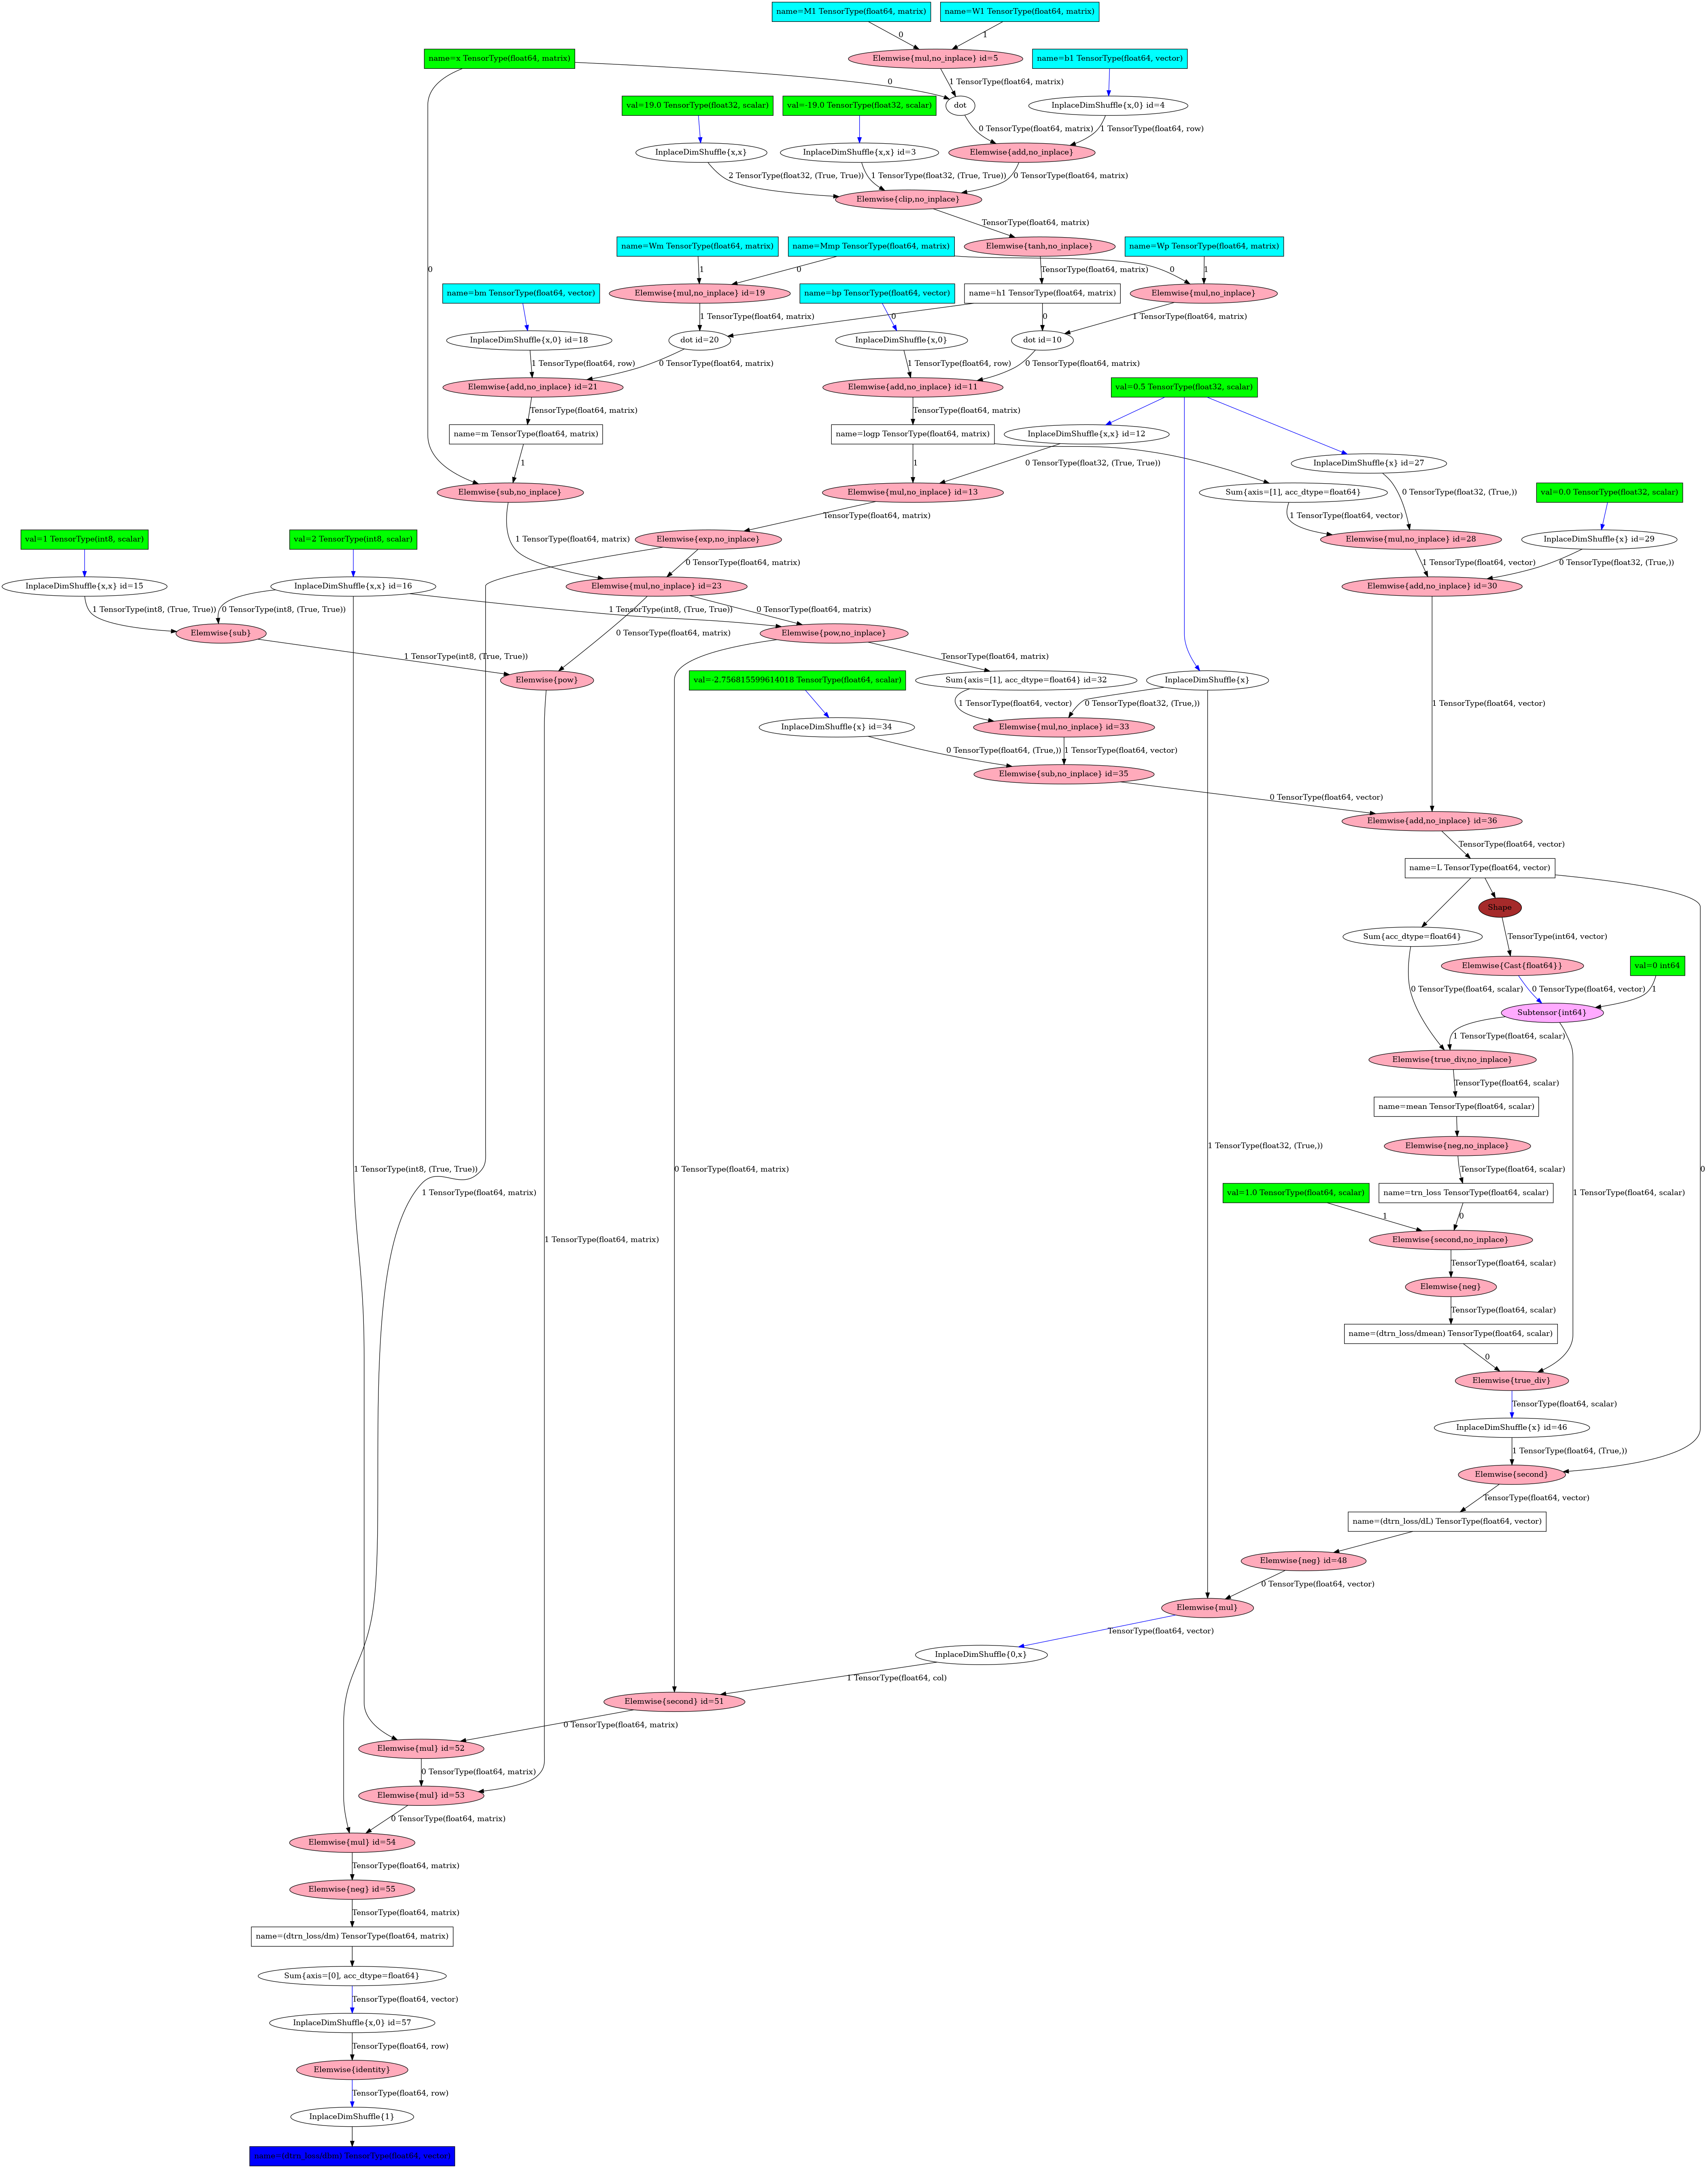 name=M1 TensorType(float64, matrix)
name=W1 TensorType(float64, matrix)
0
1
name=x TensorType(float64, matrix)
Elemwise{mul,no_inplace} id=5
name=b1 TensorType(float64, vector)
0
1 TensorType(float64, matrix)
val=19.0 TensorType(float32, scalar)
val=-19.0 TensorType(float32, scalar)
dot
InplaceDimShuffle{x,0} id=4
0 TensorType(float64, matrix)
1 TensorType(float64, row)
InplaceDimShuffle{x,x}
InplaceDimShuffle{x,x} id=3
Elemwise{add,no_inplace}
2 TensorType(float32, (True, True))
1 TensorType(float32, (True, True))
0 TensorType(float64, matrix)
Elemwise{clip,no_inplace}
TensorType(float64, matrix)
name=Wm TensorType(float64, matrix)
name=Mmp TensorType(float64, matrix)
Elemwise{tanh,no_inplace}
name=Wp TensorType(float64, matrix)
0
1
0
TensorType(float64, matrix)
0
1
name=bm TensorType(float64, vector)
Elemwise{mul,no_inplace} id=19
name=bp TensorType(float64, vector)
name=h1 TensorType(float64, matrix)
Elemwise{mul,no_inplace}
1 TensorType(float64, matrix)
0
0
1 TensorType(float64, matrix)
InplaceDimShuffle{x,0} id=18
dot id=20
InplaceDimShuffle{x,0}
dot id=10
1 TensorType(float64, row)
0 TensorType(float64, matrix)
1 TensorType(float64, row)
0 TensorType(float64, matrix)
Elemwise{add,no_inplace} id=21
Elemwise{add,no_inplace} id=11
val=0.5 TensorType(float32, scalar)
TensorType(float64, matrix)
TensorType(float64, matrix)
name=m TensorType(float64, matrix)
name=logp TensorType(float64, matrix)
InplaceDimShuffle{x,x} id=12
1
1
0 TensorType(float32, (True, True))
InplaceDimShuffle{x} id=27
Elemwise{sub,no_inplace}
Elemwise{mul,no_inplace} id=13
Sum{axis=[1], acc_dtype=float64}
0 TensorType(float32, (True,))
val=0.0 TensorType(float32, scalar)
TensorType(float64, matrix)
1 TensorType(float64, vector)
val=1 TensorType(int8, scalar)
val=2 TensorType(int8, scalar)
1 TensorType(float64, matrix)
Elemwise{exp,no_inplace}
Elemwise{mul,no_inplace} id=28
InplaceDimShuffle{x} id=29
0 TensorType(float64, matrix)
1 TensorType(float64, vector)
0 TensorType(float32, (True,))
InplaceDimShuffle{x,x} id=15
InplaceDimShuffle{x,x} id=16
Elemwise{mul,no_inplace} id=23
Elemwise{add,no_inplace} id=30
1 TensorType(int8, (True, True))
0 TensorType(int8, (True, True))
1 TensorType(int8, (True, True))
0 TensorType(float64, matrix)
Elemwise{sub}
0 TensorType(float64, matrix)
Elemwise{pow,no_inplace}
1 TensorType(int8, (True, True))
TensorType(float64, matrix)
Elemwise{pow}
val=-2.756815599614018 TensorType(float64, scalar)
Sum{axis=[1], acc_dtype=float64} id=32
InplaceDimShuffle{x}
1 TensorType(float64, vector)
0 TensorType(float32, (True,))
1 TensorType(float64, vector)
InplaceDimShuffle{x} id=34
Elemwise{mul,no_inplace} id=33
0 TensorType(float64, (True,))
1 TensorType(float64, vector)
Elemwise{sub,no_inplace} id=35
0 TensorType(float64, vector)
Elemwise{add,no_inplace} id=36
TensorType(float64, vector)
name=L TensorType(float64, vector)
Shape
Sum{acc_dtype=float64}
TensorType(int64, vector)
Elemwise{Cast{float64}}
val=0 int64
0 TensorType(float64, scalar)
0 TensorType(float64, vector)
1
Subtensor{int64}
1 TensorType(float64, scalar)
Elemwise{true_div,no_inplace}
TensorType(float64, scalar)
name=mean TensorType(float64, scalar)
1 TensorType(float32, (True,))
Elemwise{neg,no_inplace}
1 TensorType(int8, (True, True))
0 TensorType(float64, matrix)
TensorType(float64, scalar)
0
1 TensorType(float64, matrix)
val=1.0 TensorType(float64, scalar)
name=trn_loss TensorType(float64, scalar)
1 TensorType(float64, scalar)
1
0
1 TensorType(float64, matrix)
Elemwise{second,no_inplace}
TensorType(float64, scalar)
Elemwise{neg}
TensorType(float64, scalar)
name=(dtrn_loss/dmean) TensorType(float64, scalar)
0
Elemwise{true_div}
TensorType(float64, scalar)
InplaceDimShuffle{x} id=46
1 TensorType(float64, (True,))
Elemwise{second}
TensorType(float64, vector)
name=(dtrn_loss/dL) TensorType(float64, vector)
Elemwise{neg} id=48
0 TensorType(float64, vector)
Elemwise{mul}
TensorType(float64, vector)
InplaceDimShuffle{0,x}
1 TensorType(float64, col)
Elemwise{second} id=51
0 TensorType(float64, matrix)
Elemwise{mul} id=52
0 TensorType(float64, matrix)
Elemwise{mul} id=53
0 TensorType(float64, matrix)
Elemwise{mul} id=54
TensorType(float64, matrix)
Elemwise{neg} id=55
TensorType(float64, matrix)
name=(dtrn_loss/dm) TensorType(float64, matrix)
Sum{axis=[0], acc_dtype=float64}
TensorType(float64, vector)
InplaceDimShuffle{x,0} id=57
TensorType(float64, row)
Elemwise{identity}
TensorType(float64, row)
InplaceDimShuffle{1}
name=(dtrn_loss/dbm) TensorType(float64, vector)